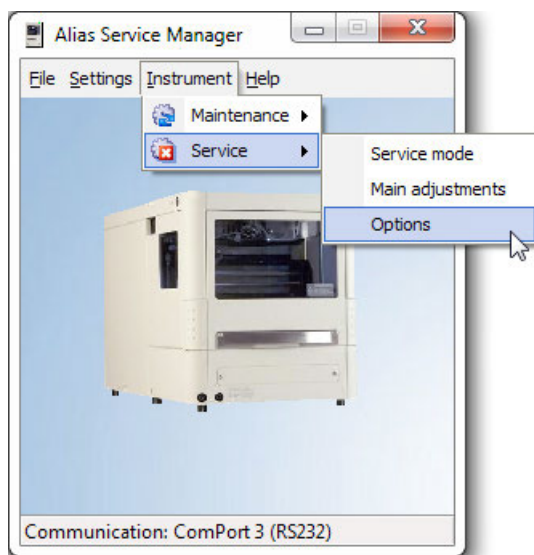 Alias Service Manager
File Settings Instrument Help
Maintenance
Service
Service mode
Main adjustments
Options
Communication: ComPort 3 (RS232)